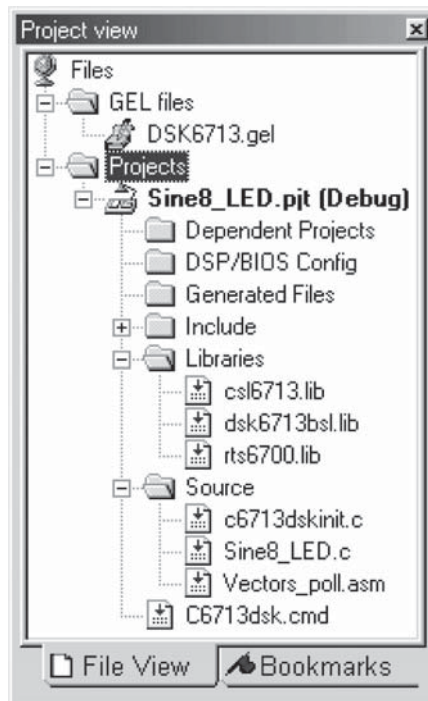 Project view
Files
GEL files
DSK6713.gel
Projects
Sine8_LED.pjt (Debug)
Dependent Projects
DSP/BIOS Config
Generated Files
Include
Libraries
csl6713.lib
dsk6713bsl.lib
rts6700.lib
Source
c6713dskinit.c
Sine8_LED.c
Vectors_poll.asm
C6713dsk.cmd
File View Bookmarks